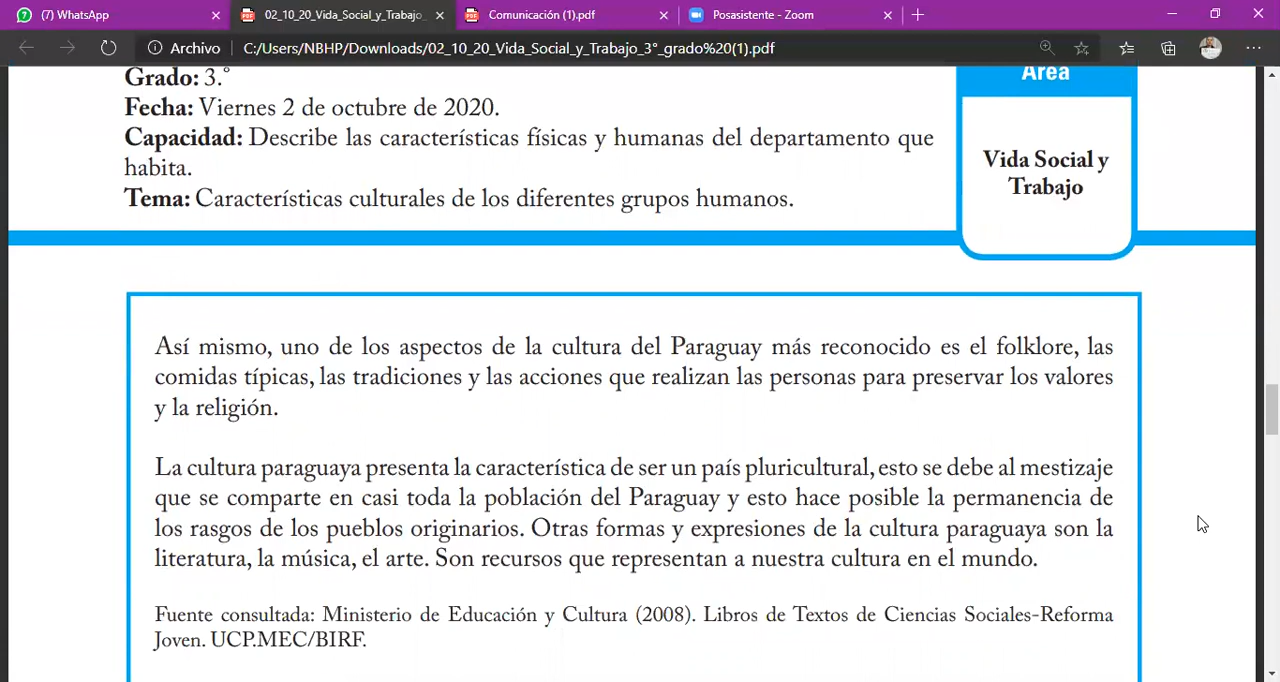 (7) WhatsApp
02_10_20_Vida_Social_y_Trabajo_
Comunicación (1).pdf
Posasistente - Zoom
Archivo
C:/Users/NBHP/Downloads/02_10_20_Vida_Social_y_Trabajo_3°_grado%20(1).pdf
Grado: 3.°
Fecha: Viernes 2 de octubre de 2020.
Capacidad: Describe las características físicas y humanas del departamento que
habita.
Tema: Características culturales de los diferentes grupos humanos.
Área
Vida Social y
Trabajo
Así mismo, uno de los aspectos de la cultura del Paraguay más reconocido es el folklore, las
comidas típicas, las tradiciones y las acciones que realizan las personas para preservar los valores
y la religión.
La cultura paraguaya presenta la característica de ser un país pluricultural, esto se debe al mestizaje
que se comparte en casi toda la población del Paraguay y esto hace posible la permanencia de
los rasgos de los pueblos originarios. Otras formas y expresiones de la cultura paraguaya son la
literatura, la música, el arte. Son recursos que representan a nuestra cultura en el mundo.
Fuente consultada: Ministerio de Educación y Cultura (2008). Libros de Textos de Ciencias Sociales-Reforma
Joven. UCP.MEC/BIRF.